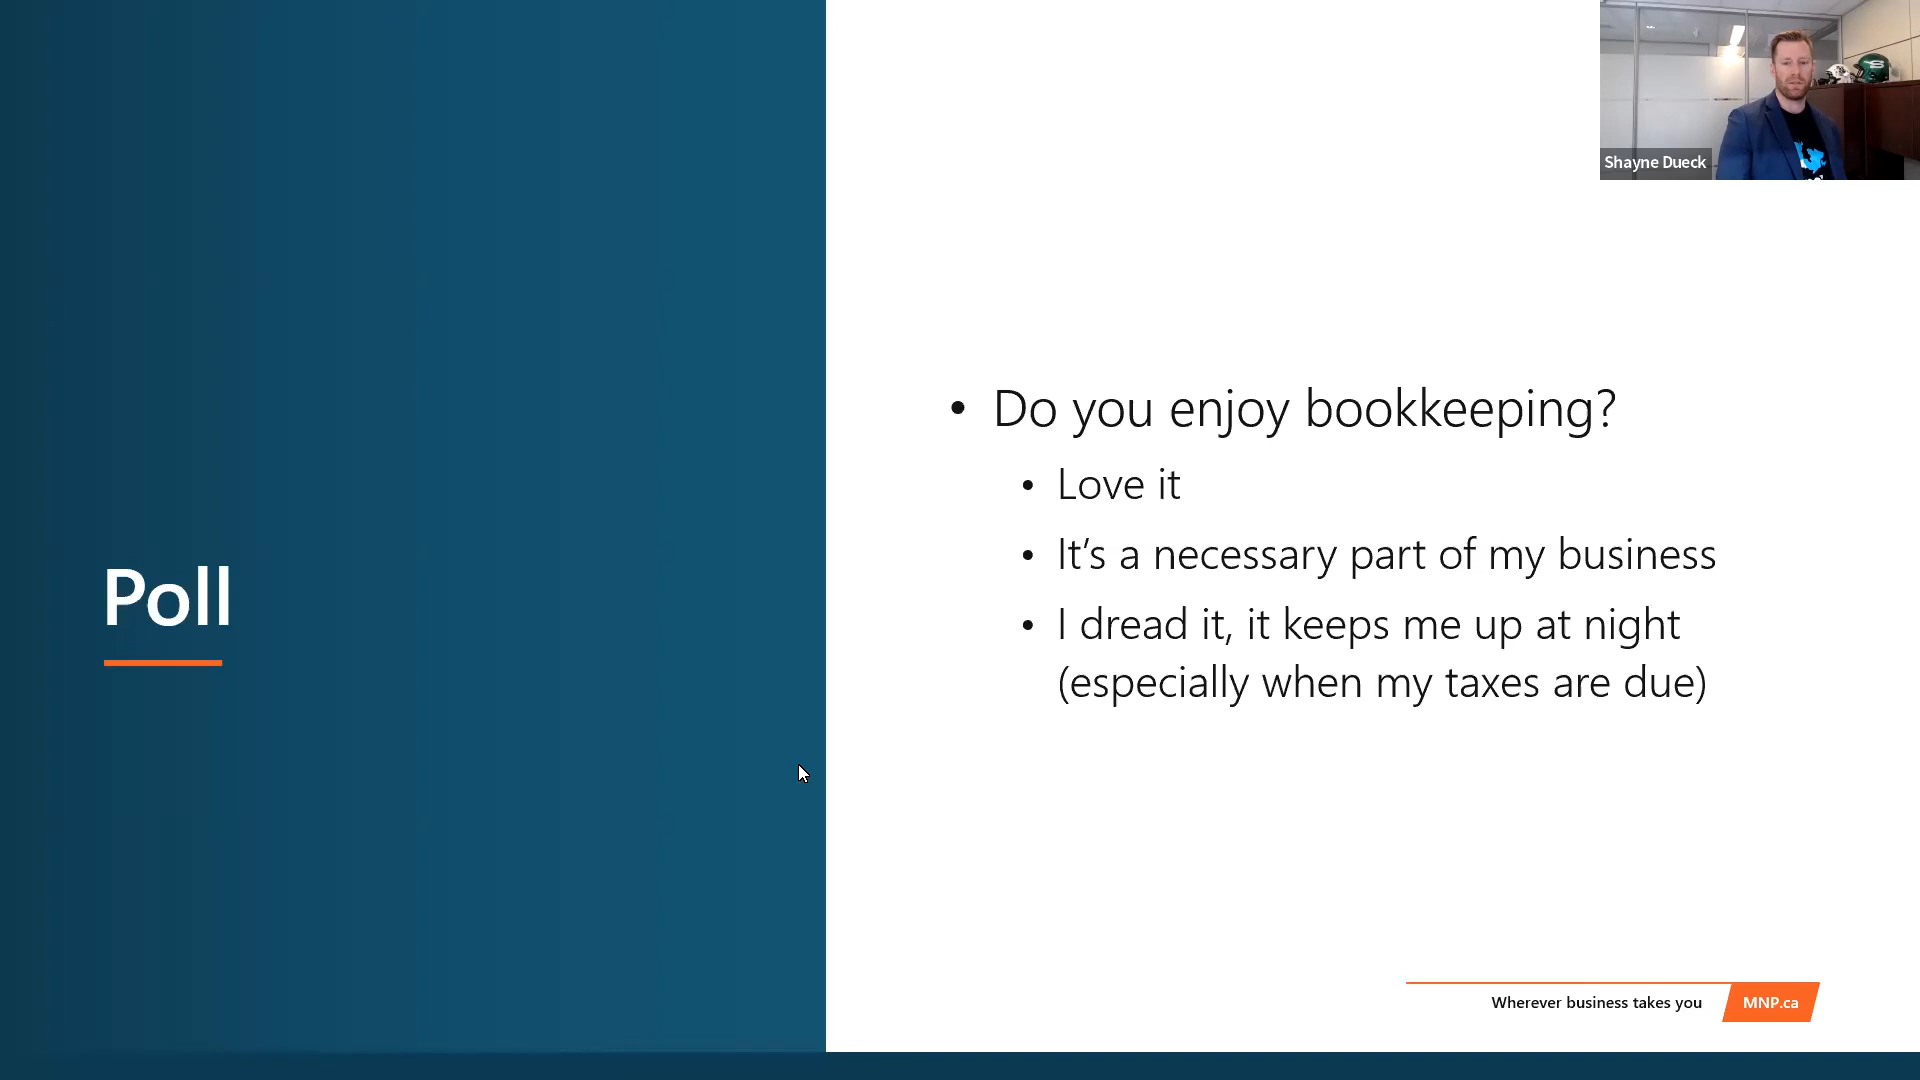 Shayne Dueck
Poll
• Do you enjoy bookkeeping?
• Love it
• It’s a necessary part of my business
• I dread it, it keeps me up at night
(especially when my taxes are due)
Wherever business takes you
MNP.ca